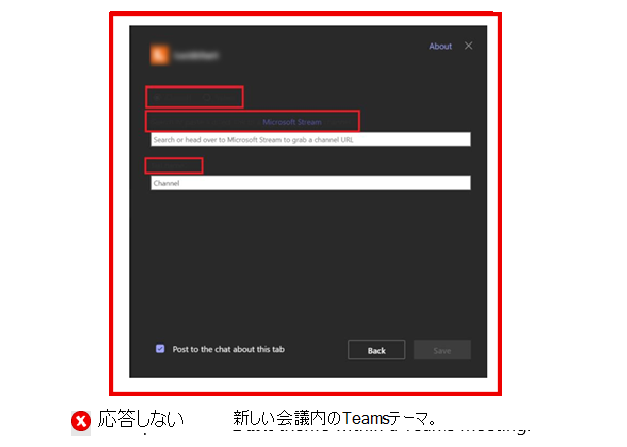 About
Microsoft Stream
Search or head over to Microsoft Stream to grab a channel URL
Channel
Post to the chat about this tab
Back
Save
応答しない
新しい会議内のTeamsテーマ。